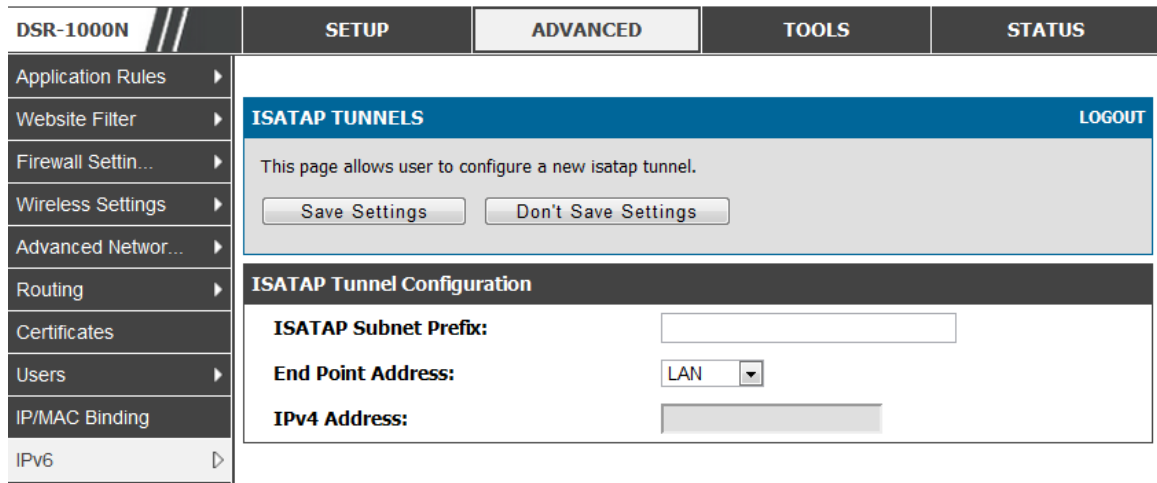 DSR-1000N
SETUP
ADVANCED
TOOLS
STATUS
Application Rules
Website Filter
Firewall Settin...
Wireless Settings
Advanced Networ...
Routing
Certificates
Users
IP/MAC Binding
IPv6
ISATAP TUNNELS
LOGOUT
This page allows user to configure a new isatap tunnel.
Save Settings
Don't Save Settings
ISATAP Tunnel Configuration
ISATAP Subnet Prefix:
End Point Address:
LAN
IPv4 Address: